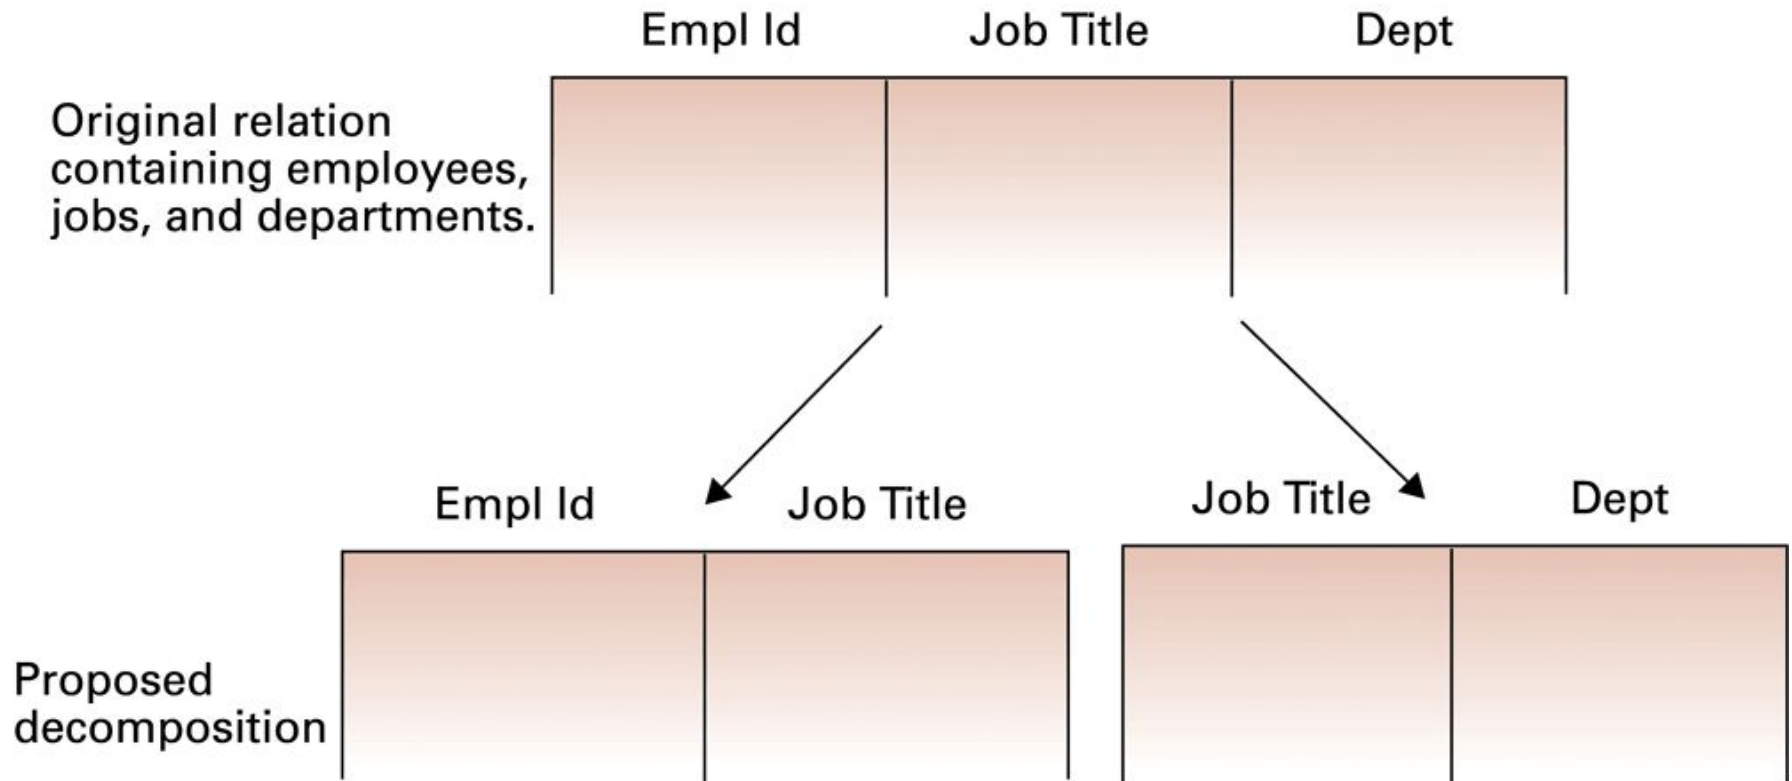 Empl Id Job Title Dept
Original relation
containing employees,
jobs, and departments.
Empl Id Job Title Job Title Dept
Proposed
decomposition